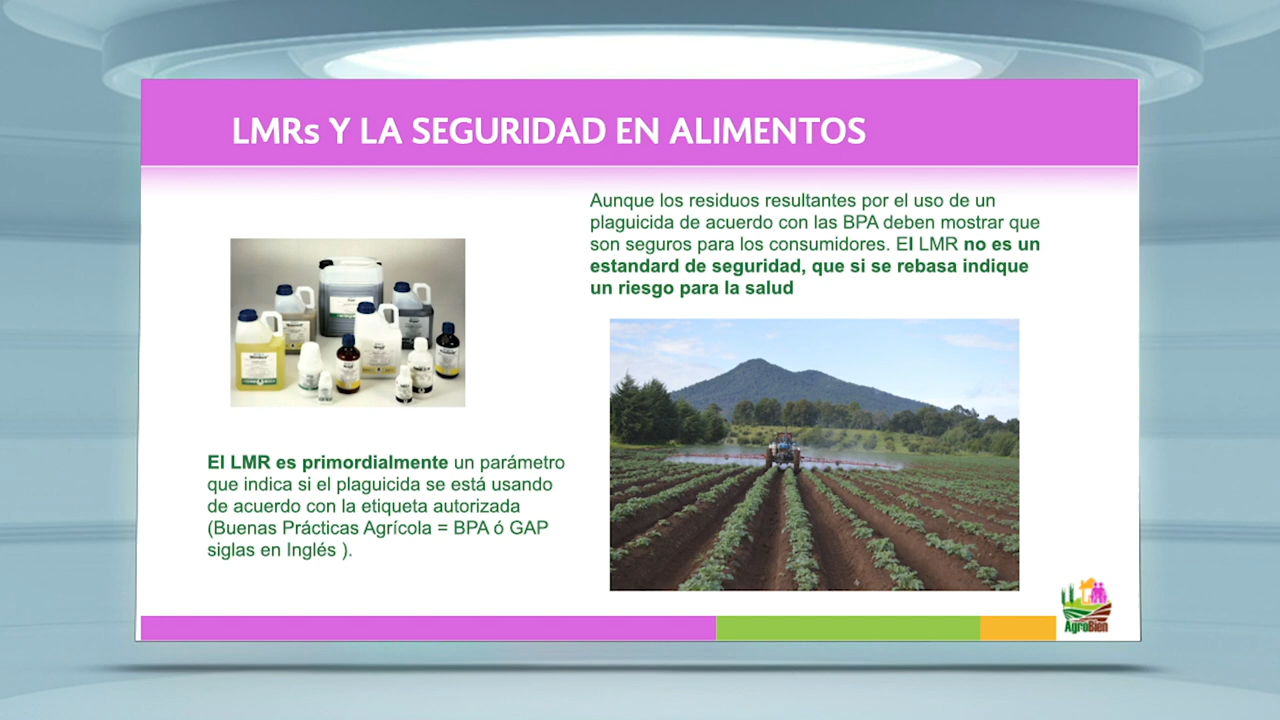 LMRs Y LA SEGURIDAD EN ALIMENTOS
Aunque los residuos resultantes por el uso de un
plaguicida de acuerdo con las BPA deben mostrar que
son seguros para los consumidores. El LMR no es un
estandard de seguridad, que si se rebasa indique
un riesgo para la salud
El LMR es primordialmente un parámetro
que indica si el plaguicida se está usando
de acuerdo con la etiqueta autorizada
(Buenas Prácticas Agrícola = BPA ó GAP
siglas en Inglés ).
AgroBien